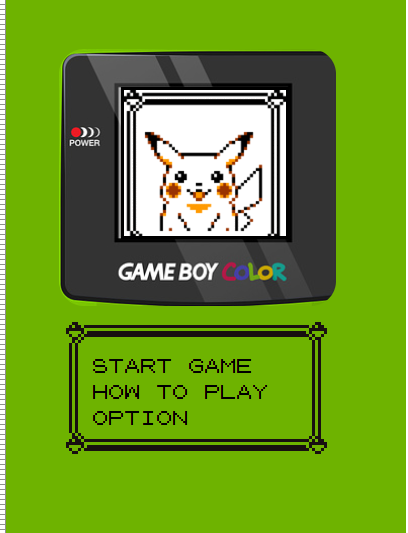 POWER
GAME BOY COLOR
START GAME
HOW TO PLAY
OPTION